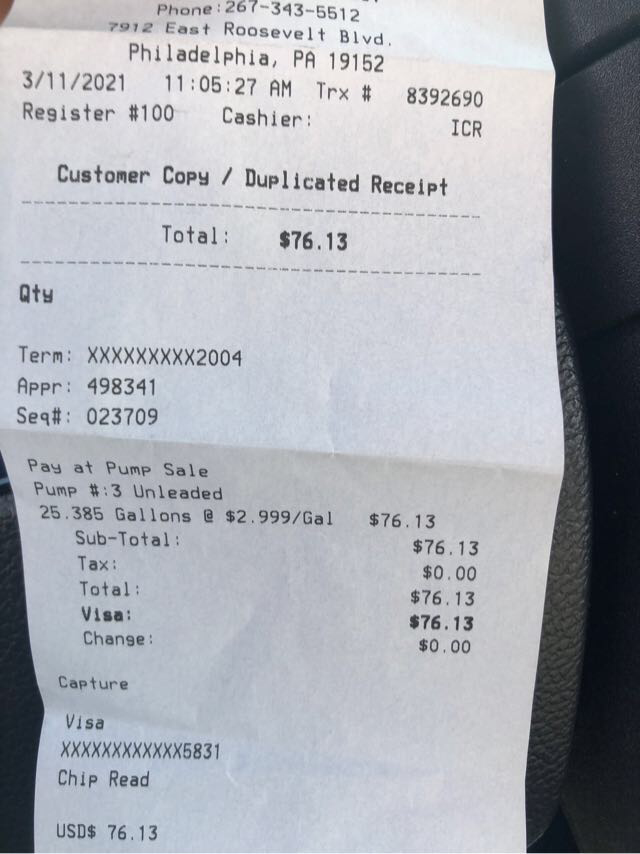 Phone:267-343-5512
7912 East Roosevelt Blvd.
Philadelphia, PA 19152
3/11/2021 11:05:27 AM Trx # 8392690
Register #100 Cashier: ICR
Customer Copy / Duplicated Receipt
Total: $76.13
Qty
Term: XXXXXXXXX2004
Appr: 498341
Seq#: 023709
Pay at Pump Sale
Pump #:3 Unleaded
25.385 Gallons @ $2.999/Gal $76.13
Sub-Total: $76.13
Tax: $0.00
Total: $76.13
Visa: $76.13
Change: $0.00
Capture
Visa
XXXXXXXXXXXX5831
Chip Read
USD$ 76.13